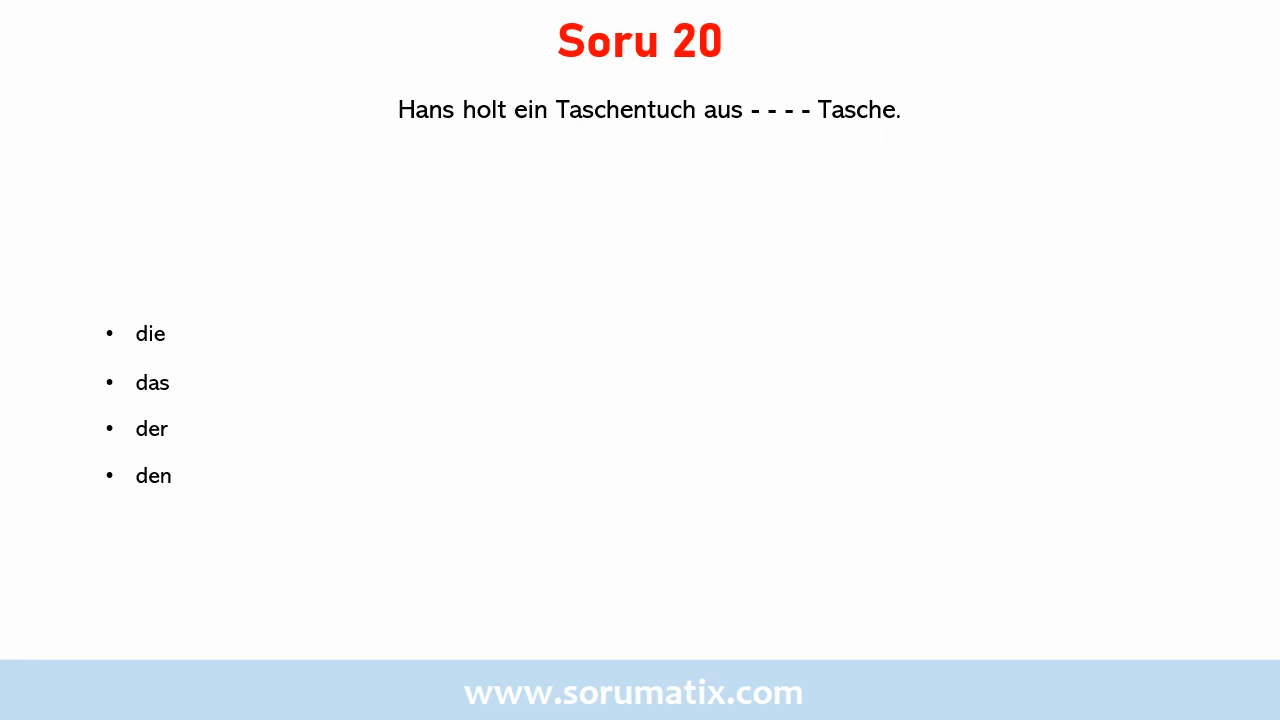 Soru 20
Hans holt ein Taschentuch aus - - - - Tasche.
• die
• das
• der
• den
www.sorumatix.com